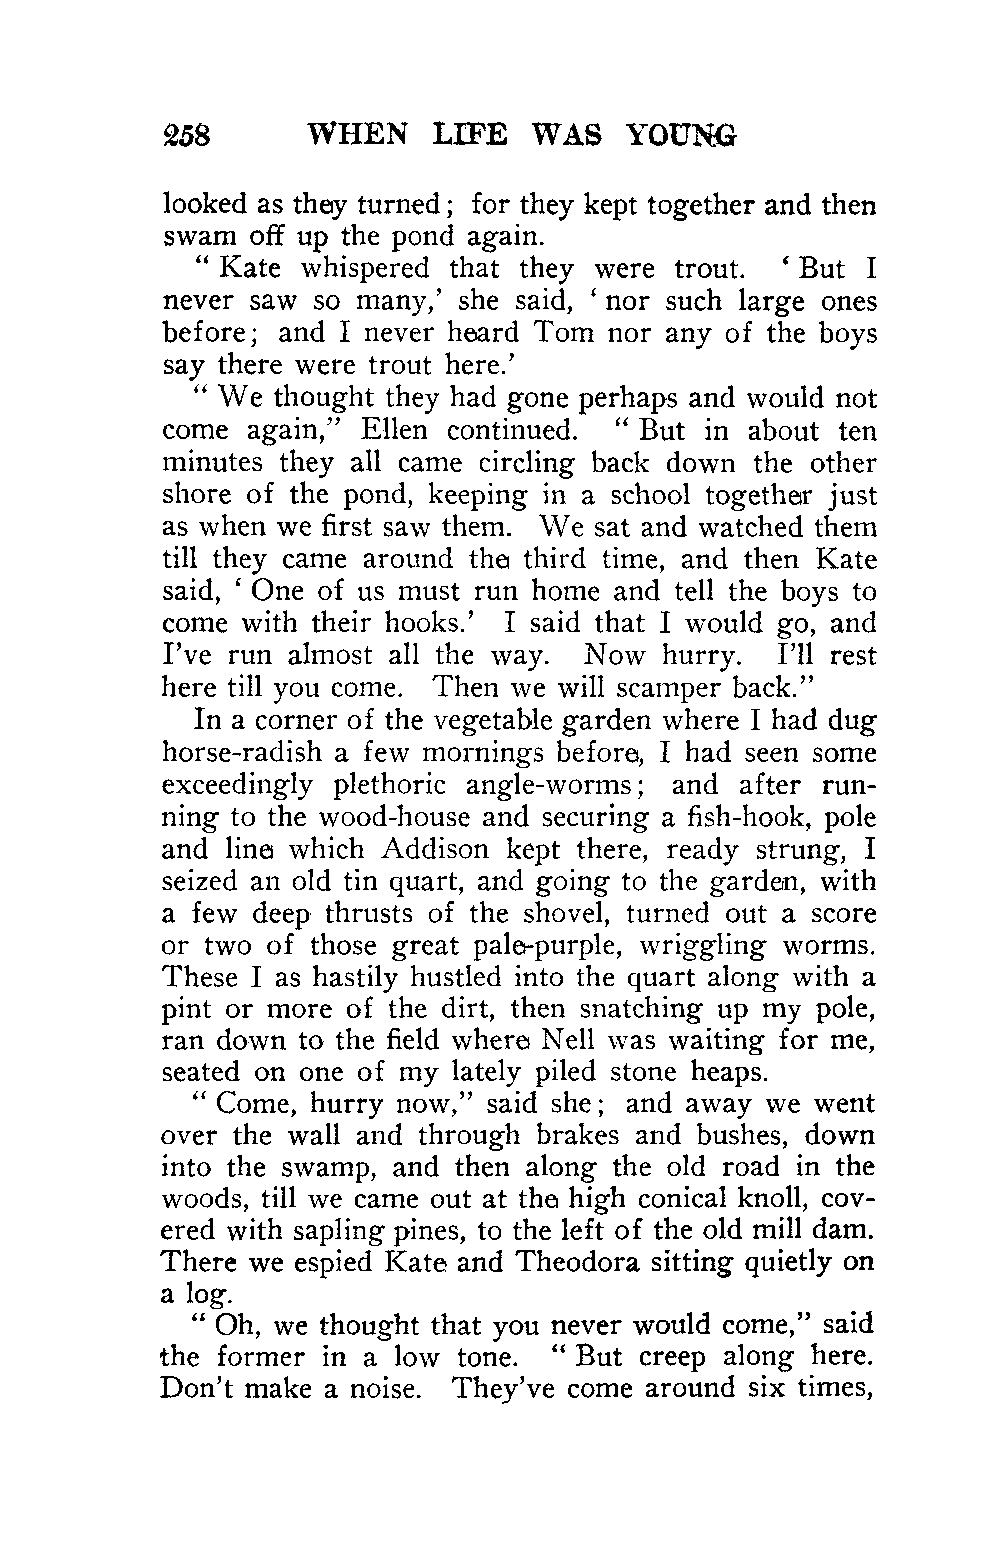 258 WHEN LIFE WAS YOUNG
looked as they turned; for they kept together and then
swam off up the pond again.
“ Kate whispered that they were trout. ‘ But I
never saw so many,’ she said, ‘ nor such large ones
before; and I never heard Tom nor any of the boys
say there were trout here.’
“ We thought they had gone perhaps and would not
come again,” Ellen continued. “ But in about ten
minutes they all came circling back down the other
shore of the pond, keeping in a school together just
as when we first saw them. We sat and watched them
till they came around the third time, and then Kate
said, ‘ One of us must run home and tell the boys to
come with their hooks.’ I said that I would go, and
I’ve run almost all the way. Now hurry. I’ll rest
here till you come. Then we will scamper back.”
In a corner of the vegetable garden where I had dug
horse-radish a few mornings before, I had seen some
exceedingly plethoric angle-worms; and after run-
ning to the wood-house and securing a fish-hook, pole
and line which Addison kept there, ready strung, I
seized an old tin quart, and going to the garden, with
a few deep thrusts of the shovel, turned out a score
or two of those great pale-purple, wriggling worms.
These I as hastily hustled into the quart along with a
pint or more of the dirt, then snatching up my pole,
ran down to the field where Nell was waiting for me,
seated on one of my lately piled stone heaps.
“ Come, hurry now,” said she; and away we went
over the wall and through brakes and bushes, down
into the swamp, and then along the old road in the
woods, till we came out at the high conical knoll, cov-
ered with sapling pines, to the left of the old mill dam.
There we espied Kate and Theodora sitting quietly on
a log.
“ Oh, we thought that you never would come,” said
the former in a low tone. “ But creep along here.
Don’t make a noise. They’ve come around six times,